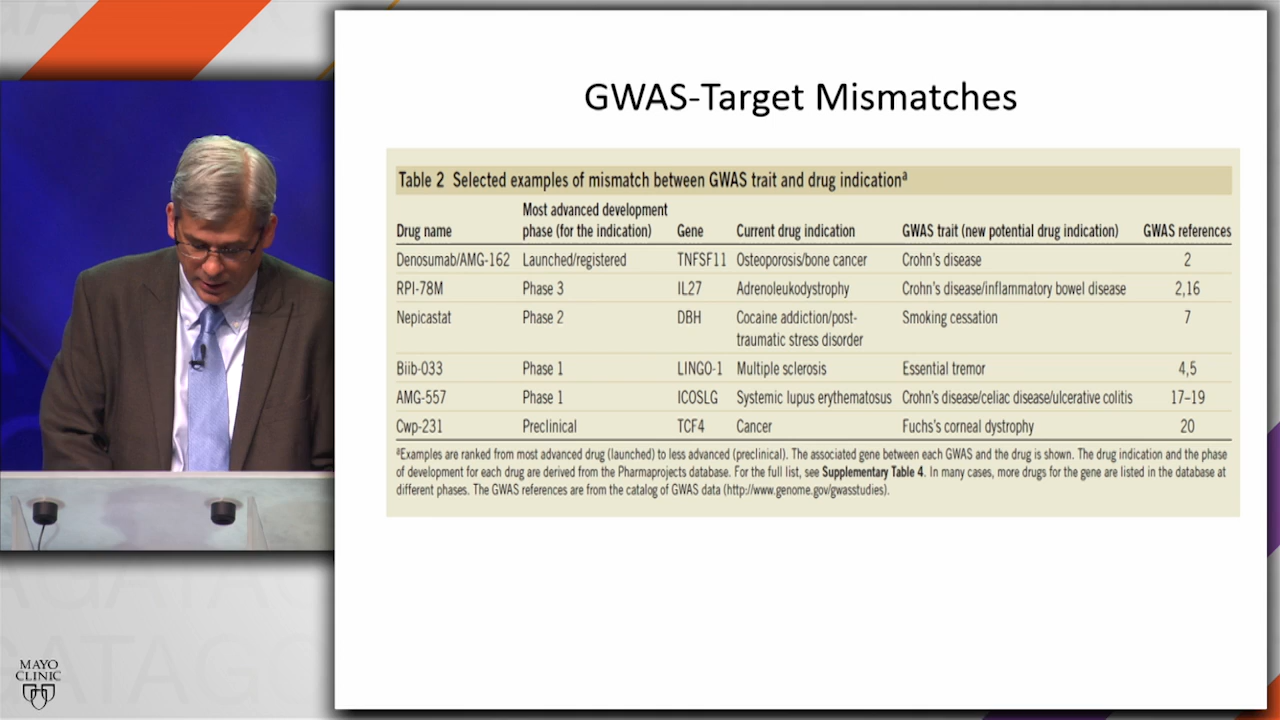 GWAS-Target Mismatches
Table 2 Selected examples of mismatch between GWAS trait and drug indicationª
Most advanced development
Drug name phase (for the indication) Gene Current drug indication GWAS trait (new potential drug indication) GWAS references
Denosumab/AMG-162 Launched/registered TNFSF11 Osteoporosis/bone cancer Crohn's disease 2
RPI-78M Phase 3 IL27 Adrenoleukodystrophy Crohn's disease/inflammatory bowel disease 2,16
Nepicastat Phase 2 DBH Cocaine addiction/post- Smoking cessation 7
traumatic stress disorder
Biib-033 Phase 1 LINGO-1 Multiple sclerosis Essential tremor 4,5
AMG-557 Phase 1 ICOSLG Systemic lupus erythematosus Crohn's disease/celiac disease/ulcerative colitis 17–19
Cwp-231 Preclinical TCF4 Cancer Fuchs's corneal dystrophy 20
ªExamples are ranked from most advanced drug (launched) to less advanced (preclinical). The associated gene between each GWAS and the drug is shown. The drug indication and the phase
of development for each drug are derived from the Pharmaprojects database. For the full list, see Supplementary Table 4. In many cases, more drugs for the gene are listed in the database at
different phases. The GWAS references are from the catalog of GWAS data (http://www.genome.gov/gwasstudies).
MAYO
CLINIC